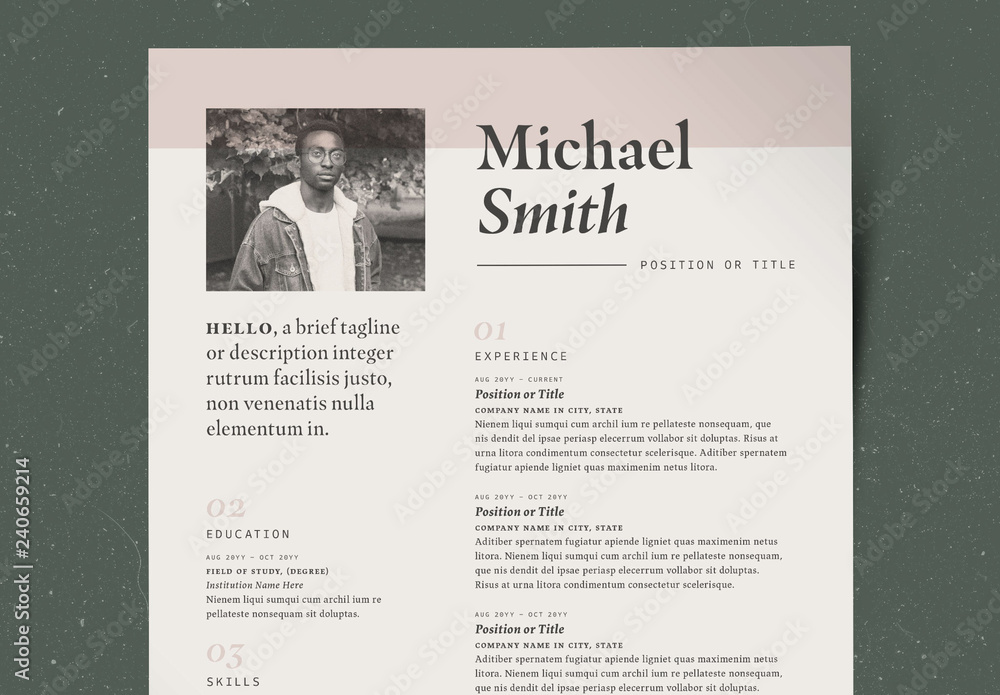 Michael
Smith
POSITION OR TITLE
HELLO, a brief tagline
or description integer
rutrum facilisis justo,
non venenatis nulla
elementum in.
01
EXPERIENCE
AUG 20YY – CURRENT
Position or Title
COMPANY NAME IN CITY, STATE
Nienem liqui sumqui cum archil ium re pellateste nonsequam, que
nis dendit del ipsae periasp elecerrum vollabor sit doluptas. Risus at
urna litora condimentum consectetur scelerisque. Aditiber spernatem
fugiatur apiende ligniet quas maximenim netus litora.
AUG 20YY – OCT 20YY
Position or Title
COMPANY NAME IN CITY, STATE
Aditiber spernatem fugiatur apiende ligniet quas maximenim netus
litora. Nienem liqui sumqui cum archil ium re pellateste nonsequam,
que nis dendit del ipsae periasp elecerrum vollabor sit doluptas.
Risus at urna litora condimentum consectetur scelerisque.
AUG 20YY – OCT 20YY
Position or Title
COMPANY NAME IN CITY, STATE
Aditiber spernatem fugiatur apiende ligniet quas maximenim netus
litora. Nienem liqui sumqui cum archil ium re pellateste nonsequam,
que nis dendit del ipsae periasp elecerrum vollabor sit doluptas.
02
EDUCATION
AUG 20YY – OCT 20YY
FIELD OF STUDY, (DEGREE)
Institution Name Here
Nienem liqui sumqui cum archil ium re
pellateste nonsequam sit doluptas.
03
SKILLS
Adobe Stock | #240659214
Adobe Stock